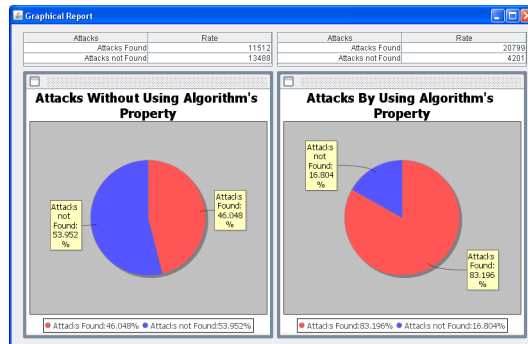 Graphical Report
Attacks Rate
Attacks Found 11512
Attacks not Found 13488
Attacks Rate
Attacks Found 20799
Attacks not Found 4201
Attacks Without Using Algorithm's
Property
Attacks
not
Found:
53.952
%
Attacks
Found:
46.048
%
Attacks Found:46.048% Attacks not Found:53.952%
Attacks By Using Algorithm's
Property
Attacks
not
Found:
16.804
%
Attacks
Found:
83.196
%
Attacks Found:83.196% Attacks not Found:16.804%